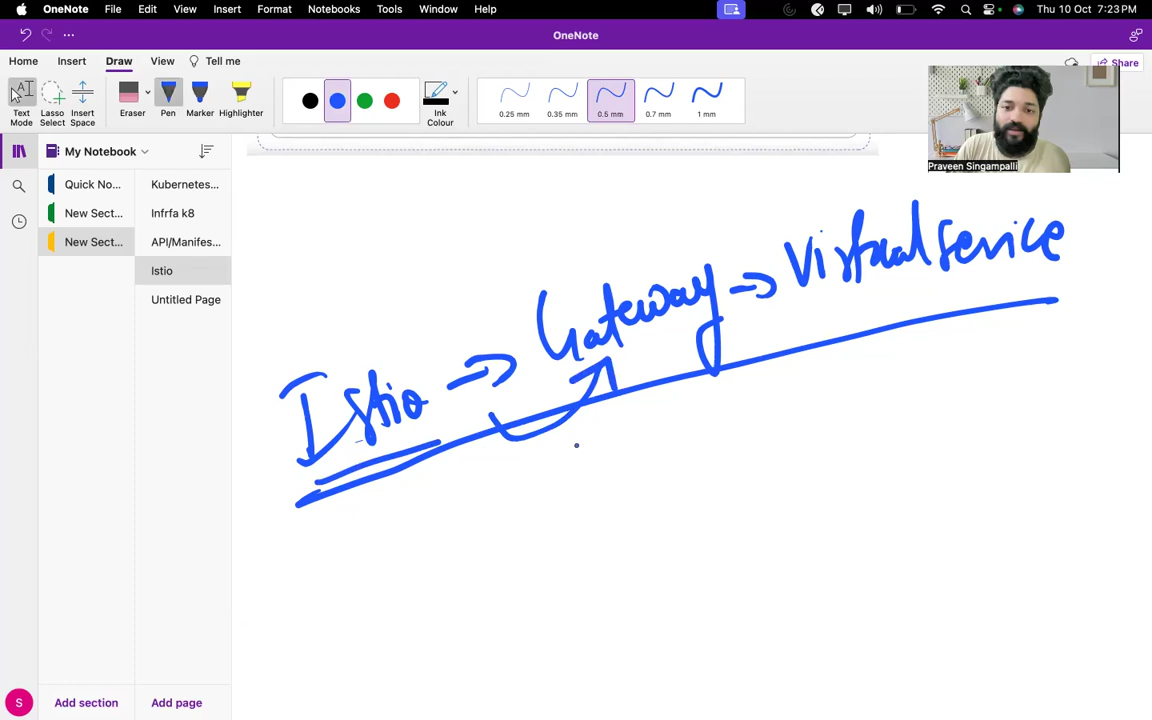 OneNote File Edit View Insert Format Notebooks Tools Window Help Thu 10 Oct 7:23 PM
OneNote
Home Insert Draw View Tell me Share
Text Mode
Lasso Select
Insert Space
Eraser
Pen
Marker
Highlighter
Ink Colour
0.25 mm
0.35 mm
0.5 mm
0.7 mm
1 mm
Praveen Singampalli
My Notebook
Quick No...
New Sect...
New Sect...
Kubernetes...
Infrfa k8
API/Manifes...
Istio
Untitled Page
Istio → Gateway → Virtual Service
Add section
Add page
S